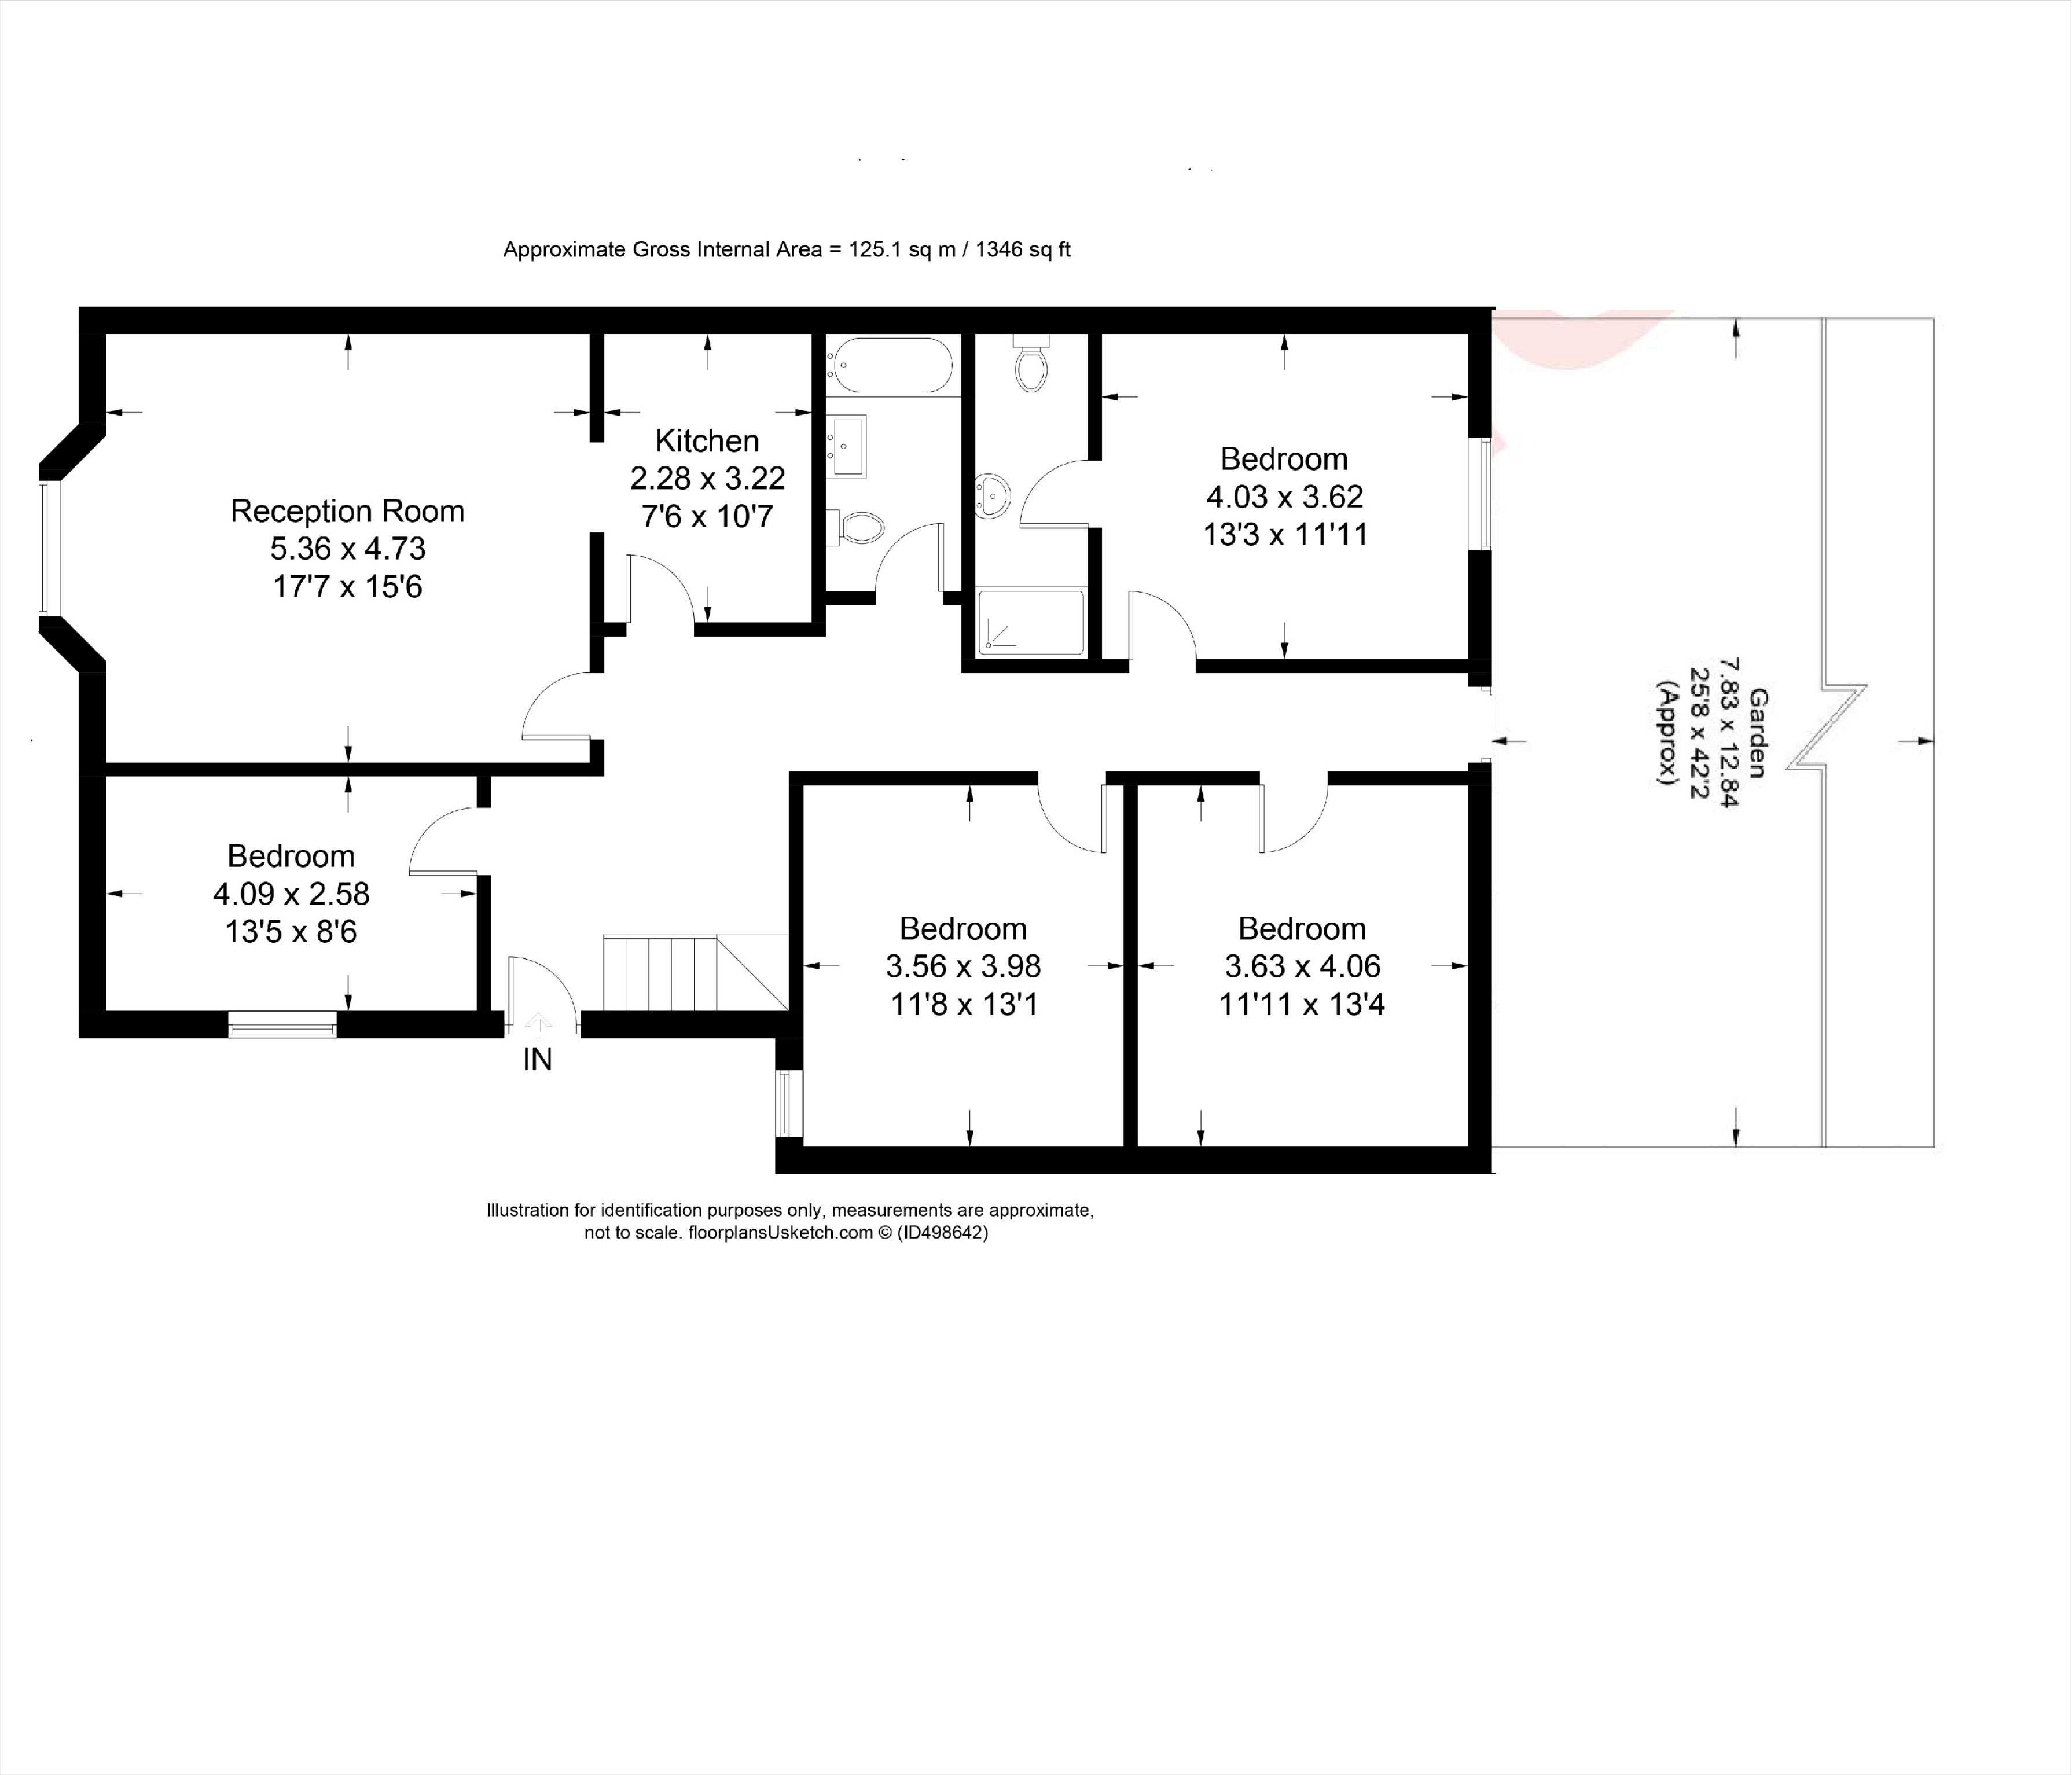 Approximate Gross Internal Area = 125.1 sq m / 1346 sq ft
Reception Room
5.36 x 4.73
17'7 x 15'6
Kitchen
2.28 x 3.22
7'6 x 10'7
Bedroom
4.03 x 3.62
13'3 x 11'11
Garden
7.83 x 12.84
25'8 x 42'2
(Approx)
Bedroom
4.09 x 2.58
13'5 x 8'6
Bedroom
3.56 x 3.98
11'8 x 13'1
Bedroom
3.63 x 4.06
11'11 x 13'4
IN
Illustration for identification purposes only, measurements are approximate,
not to scale. floorplansUsketch.com © (ID498642)